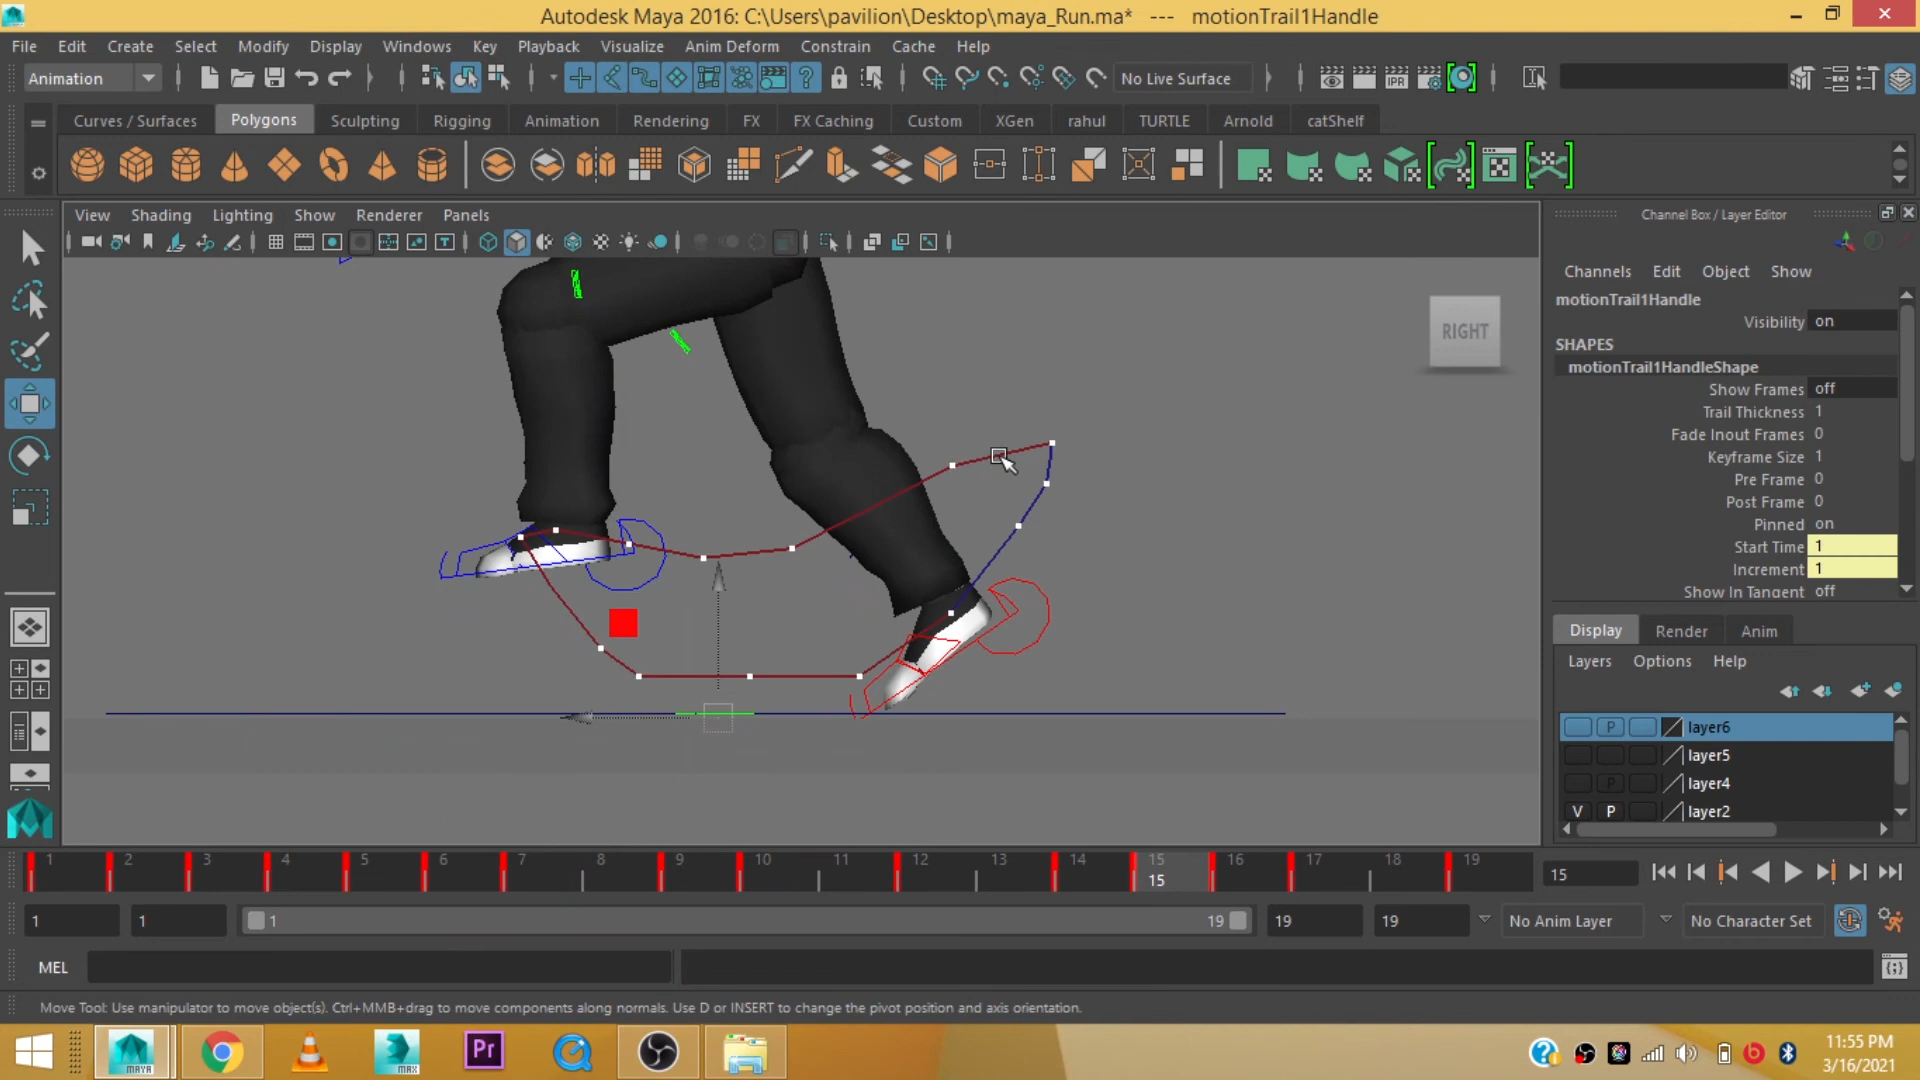 Autodesk Maya 2016: C:\Users\pavilion\Desktop\maya_Run.ma* --- motionTrail1Handle
File Edit Create Select Modify Display Windows Key Playback Visualize Anim Deform Constrain Cache Help
Animation No Live Surface IPR
Curves / Surfaces Polygons Sculpting Rigging Animation Rendering FX FX Caching Custom XGen rahul TURTLE Arnold catShelf
View Shading Lighting Show Renderer Panels
Channel Box / Layer Editor
Channels Edit Object Show
motionTrail1Handle
Visibility on
SHAPES
motionTrail1HandleShape
Show Frames off
Trail Thickness 1
Fade Inout Frames 0
Keyframe Size 1
Pre Frame 0
Post Frame 0
Pinned on
Start Time 1
Increment 1
Show In Tangent off
RIGHT
Display Render Anim
Layers Options Help
P layer6
layer5
P layer4
V P layer2
1 2 3 4 5 6 7 8 9 10 11 12 13 14 15 16 17 18 19
15 15
1 1 1 19 19 19 No Anim Layer No Character Set
MEL
Move Tool: Use manipulator to move object(s). Ctrl+MMB+drag to move components along normals. Use D or INSERT to change the pivot position and axis orientation.
MAYA MAX Pr
11:55 PM
3/16/2021